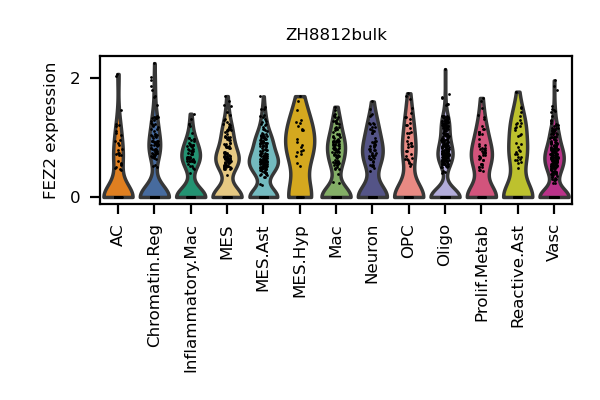 ZH8812bulk
FEZ2 expression
2
0
AC
Chromatin.Reg
Inflammatory.Mac
MES
MES.Ast
MES.Hyp
Mac
Neuron
OPC
Oligo
Prolif.Metab
Reactive.Ast
Vasc